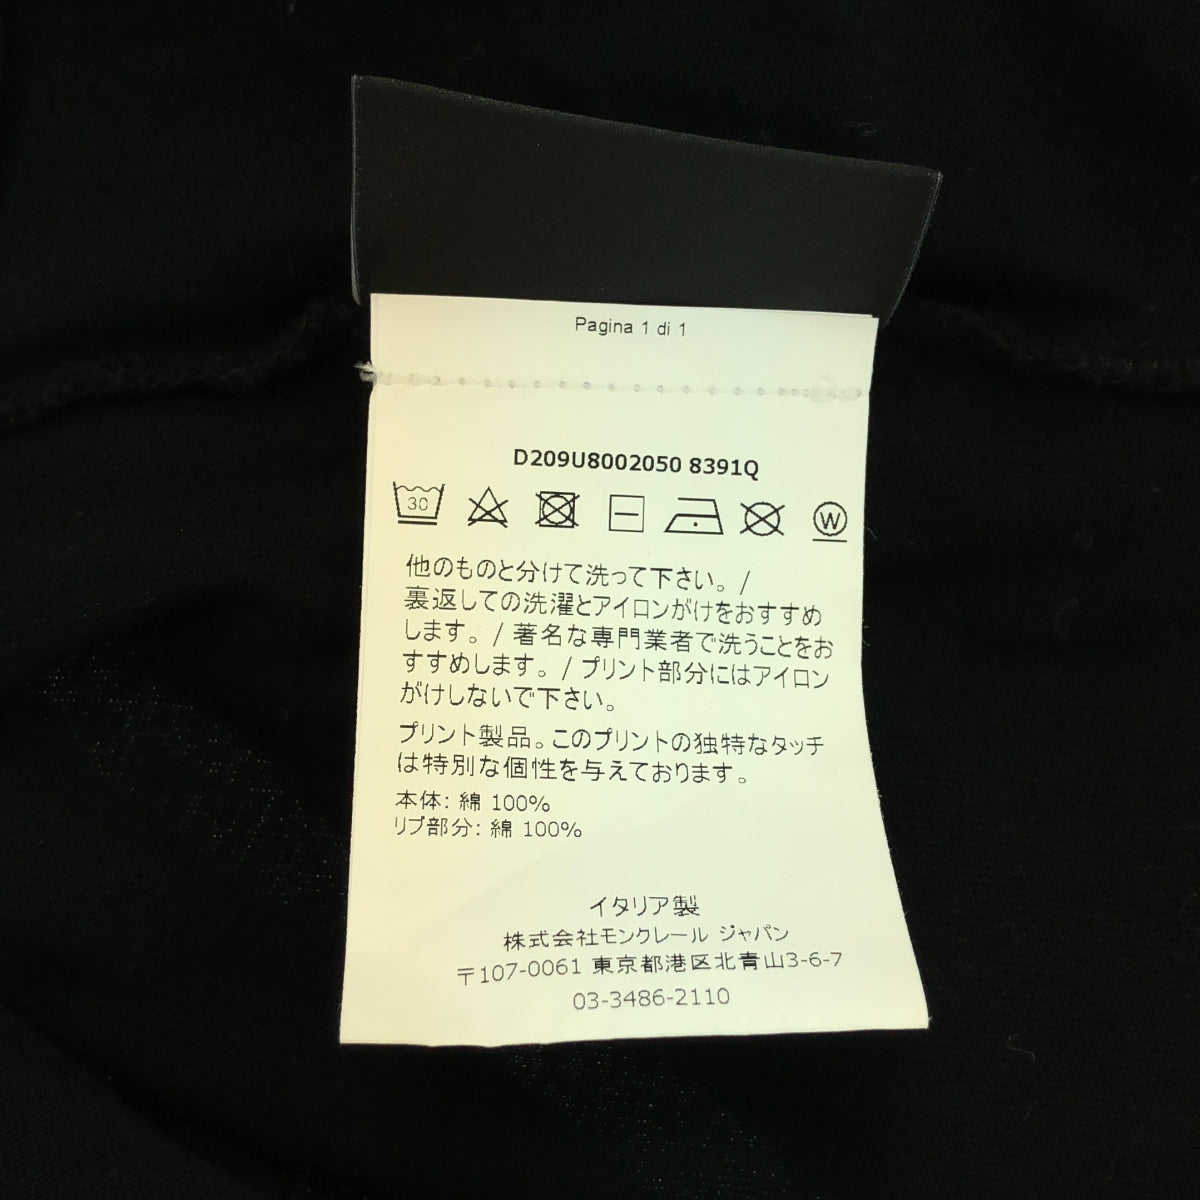 Pagina 1 di 1
D209U8002050 8391Q
30 W
他のものと分けて洗って下さい。/
裏返しての洗濯とアイロンがけをおすすめ
します。/ 著名な専門業者で洗うことをお
すすめします。/ プリント部分にはアイロン
がけしないで下さい。
プリント製品。このプリントの独特なタッチ
は特別な個性を与えております。
本体: 綿 100%
リブ部分: 綿 100%
イタリア製
株式会社モンクレール ジャパン
〒107-0061 東京都港区北青山3-6-7
03-3486-2110